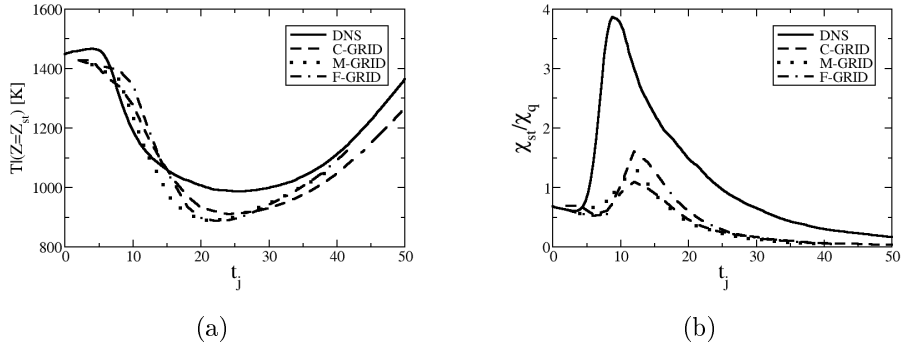 1600
1400
1200
1000
800
0 10 20 30 40 50
T|(Z=Z_st) [K]
t_j
DNS
C-GRID
M-GRID
F-GRID
(a)
4
3
2
1
0
0 10 20 30 40 50
χ_st/χ_q
t_j
DNS
C-GRID
M-GRID
F-GRID
(b)